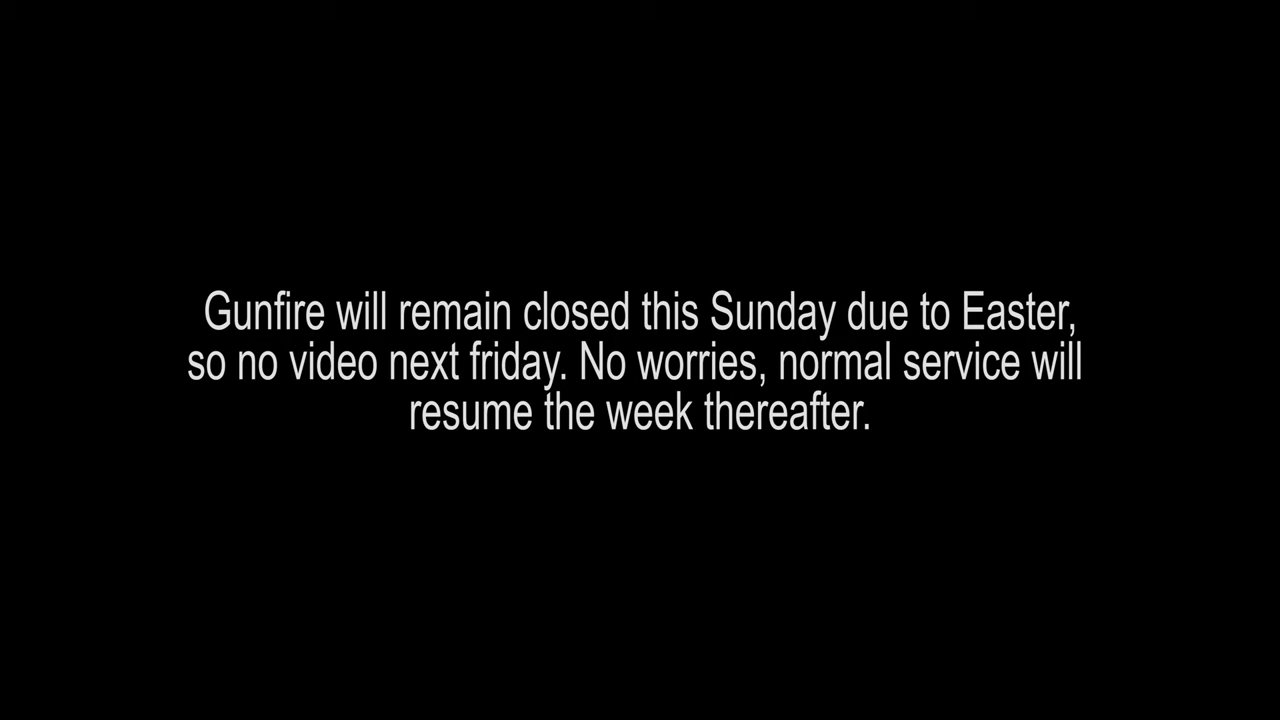 Gunfire will remain closed this Sunday due to Easter,
so no video next friday. No worries, normal service will
resume the week thereafter.